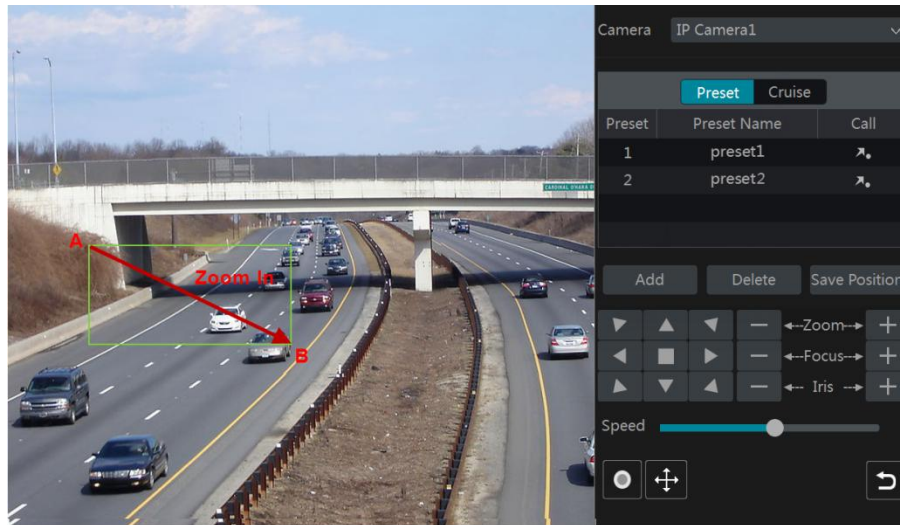 Camera IP Camera1
Preset Cruise
Preset Preset Name Call
1 preset1
2 preset2
Add Delete Save Position
Zoom
Focus
Iris
Speed
A
Zoom In
B